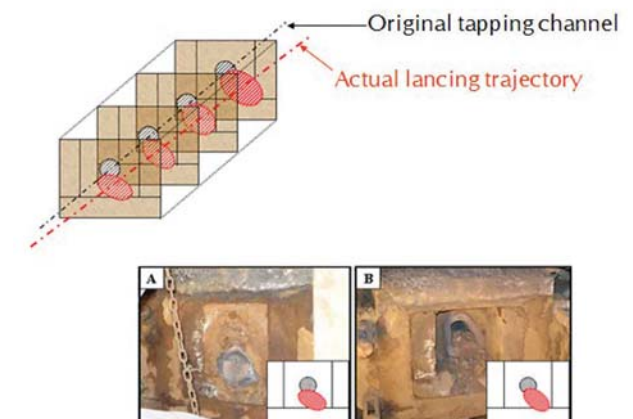 Original tapping channel
Actual lancing trajectory
A
B